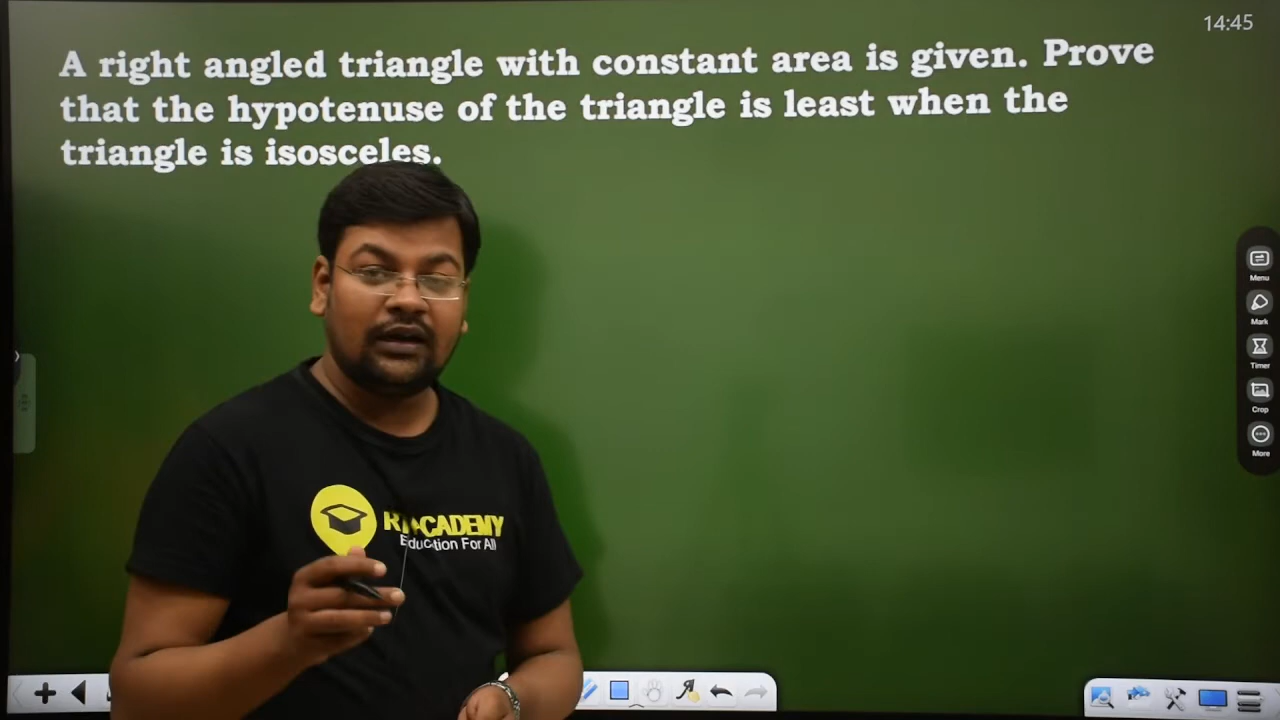 14:45
A right angled triangle with constant area is given. Prove
that the hypotenuse of the triangle is least when the
triangle is isosceles.
Menu
Mark
Timer
Crop
More
Education For All